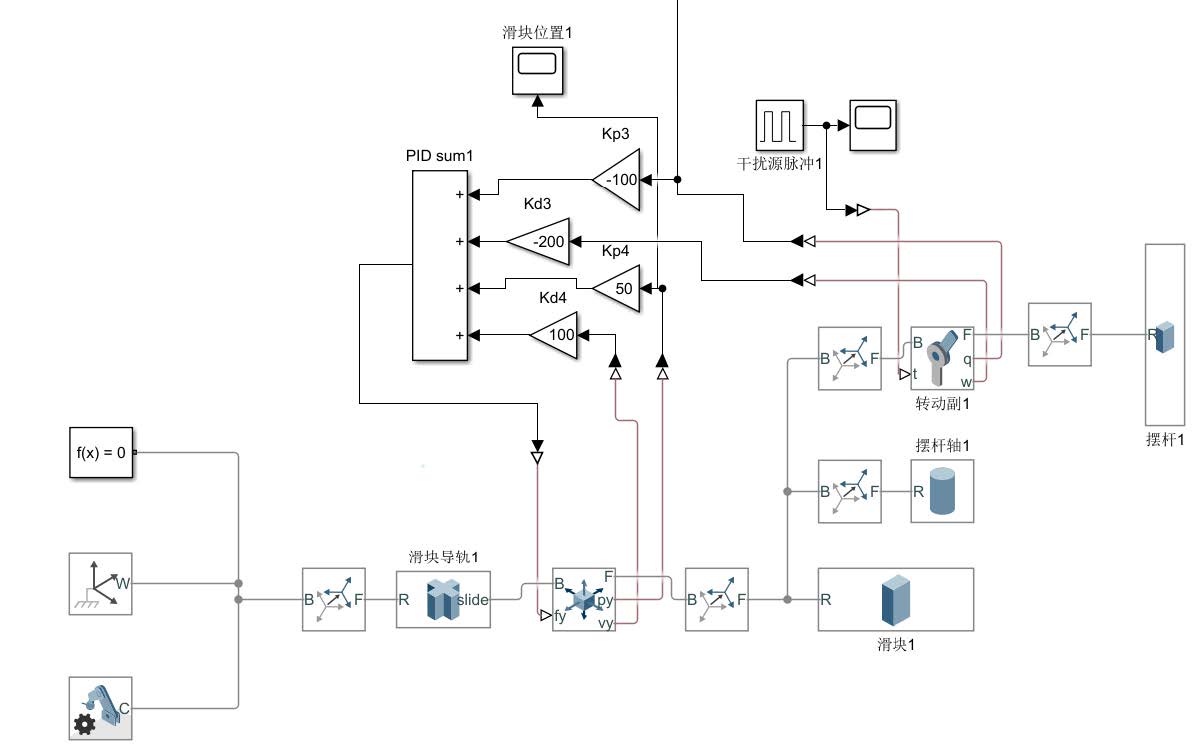 滑块位置1
Kp3
干扰源脉冲1
PID sum1
+
-100
Kd3
+
-200
Kp4
+
50
Kd4
+
100
B
F
B
F
q
t
w
转动副1
B
F
R
摆杆1
f(x) = 0
摆杆轴1
B
F
R
W
滑块导轨1
B
F
R
slide
B
F
py
fy
vy
B
F
R
滑块1
C